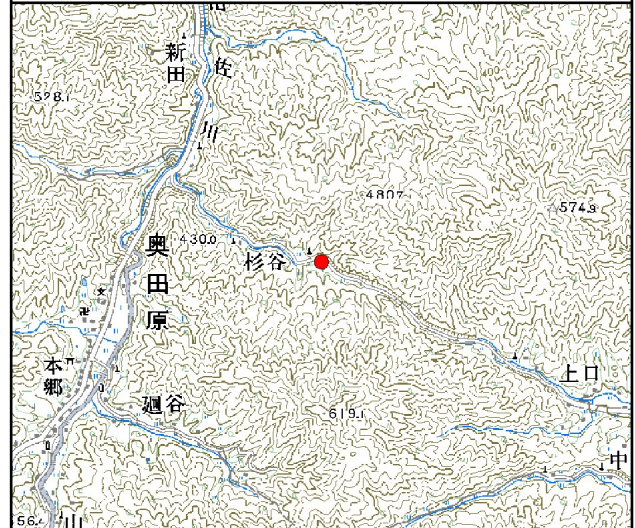 新田
佐
川
528.1
400
480.7
574.9
430.0
杉谷
奥田原
本郷
廻谷
上口
619.1
中
山